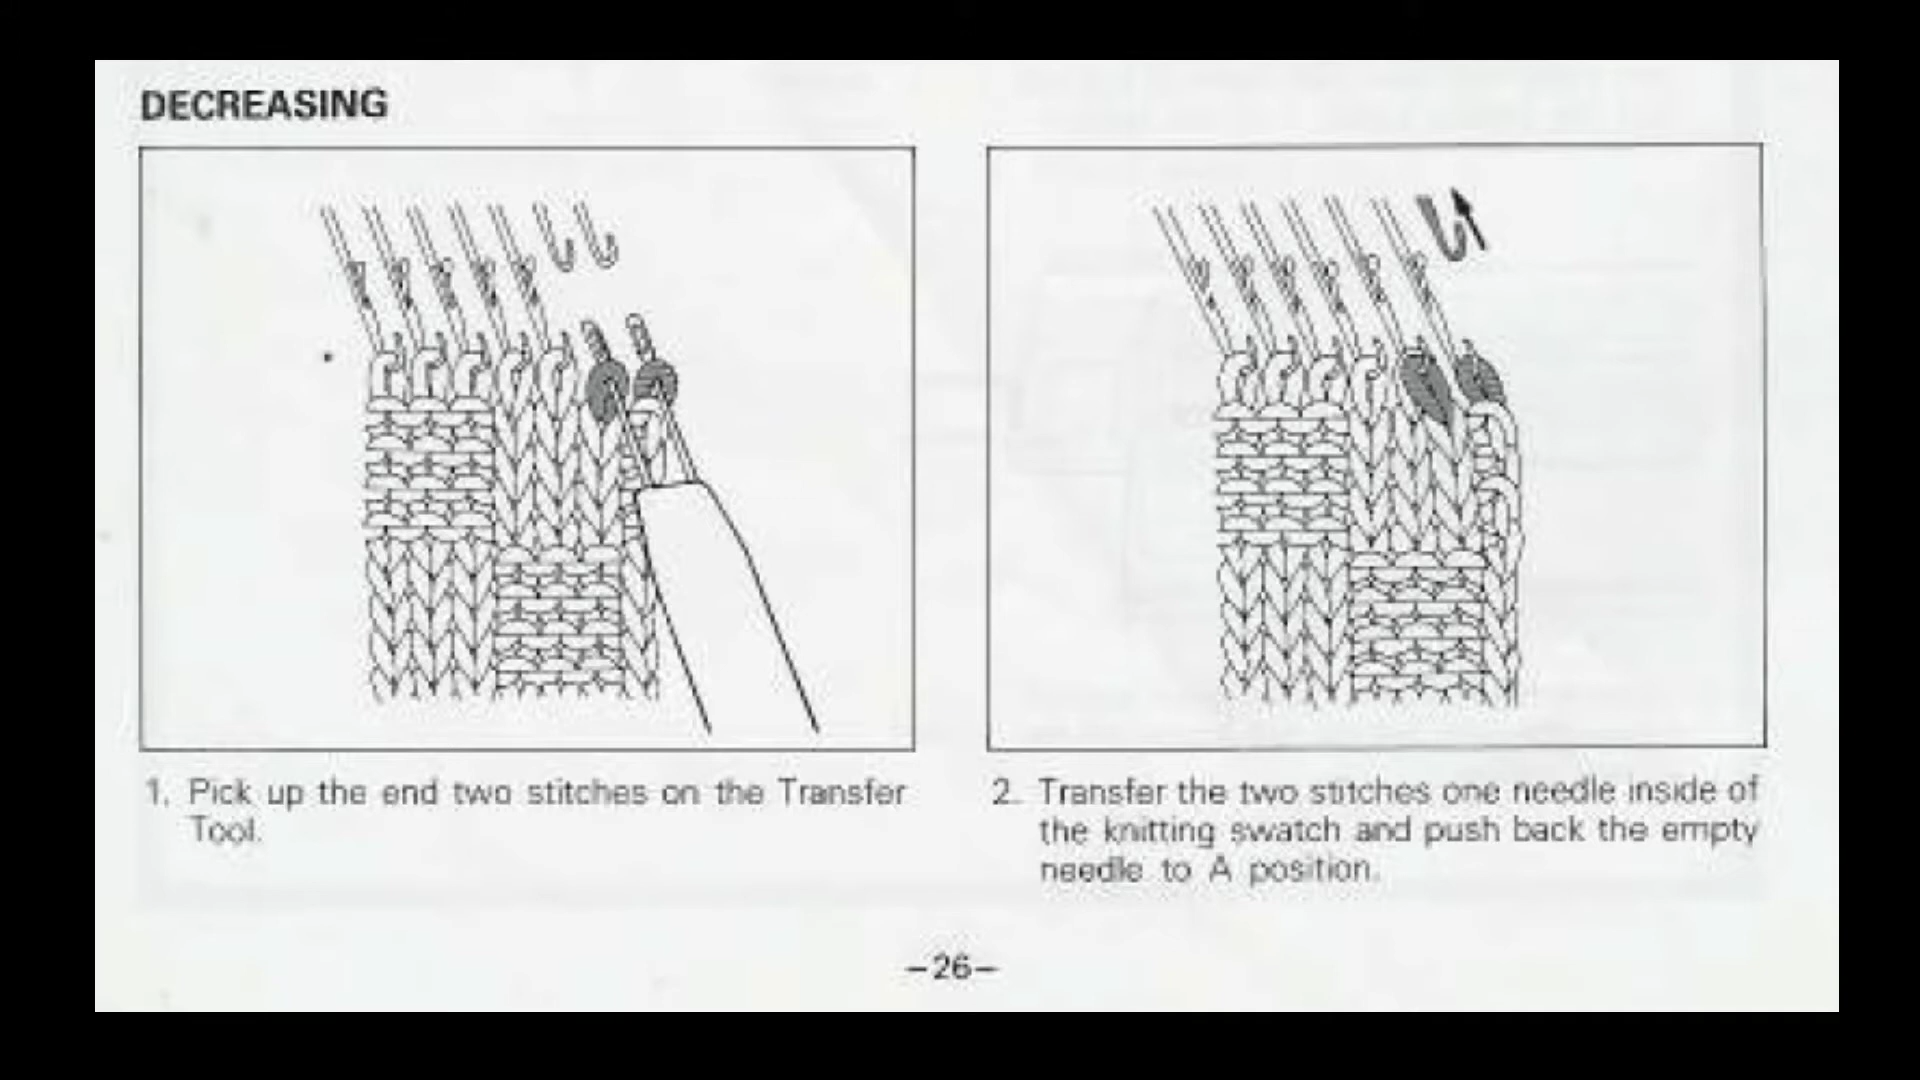 DECREASING
1. Pick up the end two stitches on the Transfer
Tool.
2. Transfer the two stitches one needle inside of
the knitting swatch and push back the empty
needle to A position.
-26-